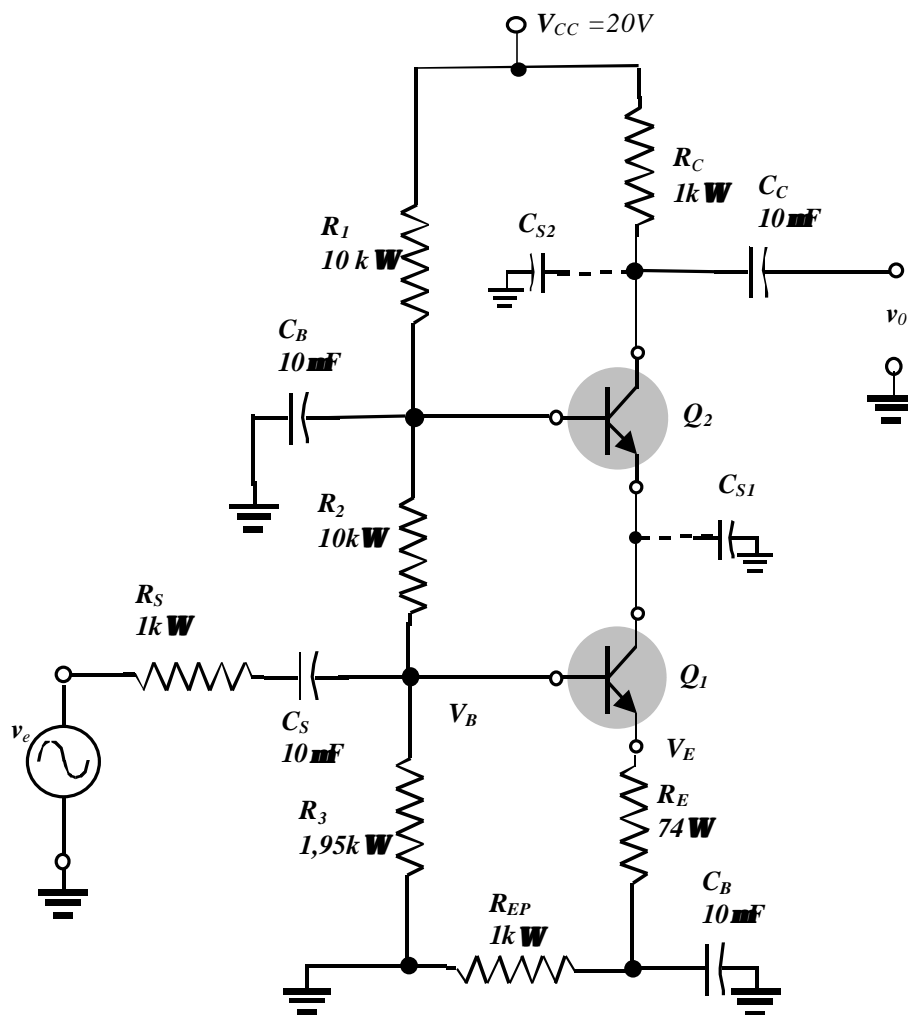 V_CC =20V
R_C
1k W
C_C
10 mF
C_S2
R_1
10 k W
v_0
C_B
10 mF
Q_2
R_2
10k W
C_S1
R_S
1k W
Q_1
v_e
C_S
10 mF
V_B
V_E
R_3
1,95k W
R_E
74 W
R_EP
1k W
C_B
10 mF